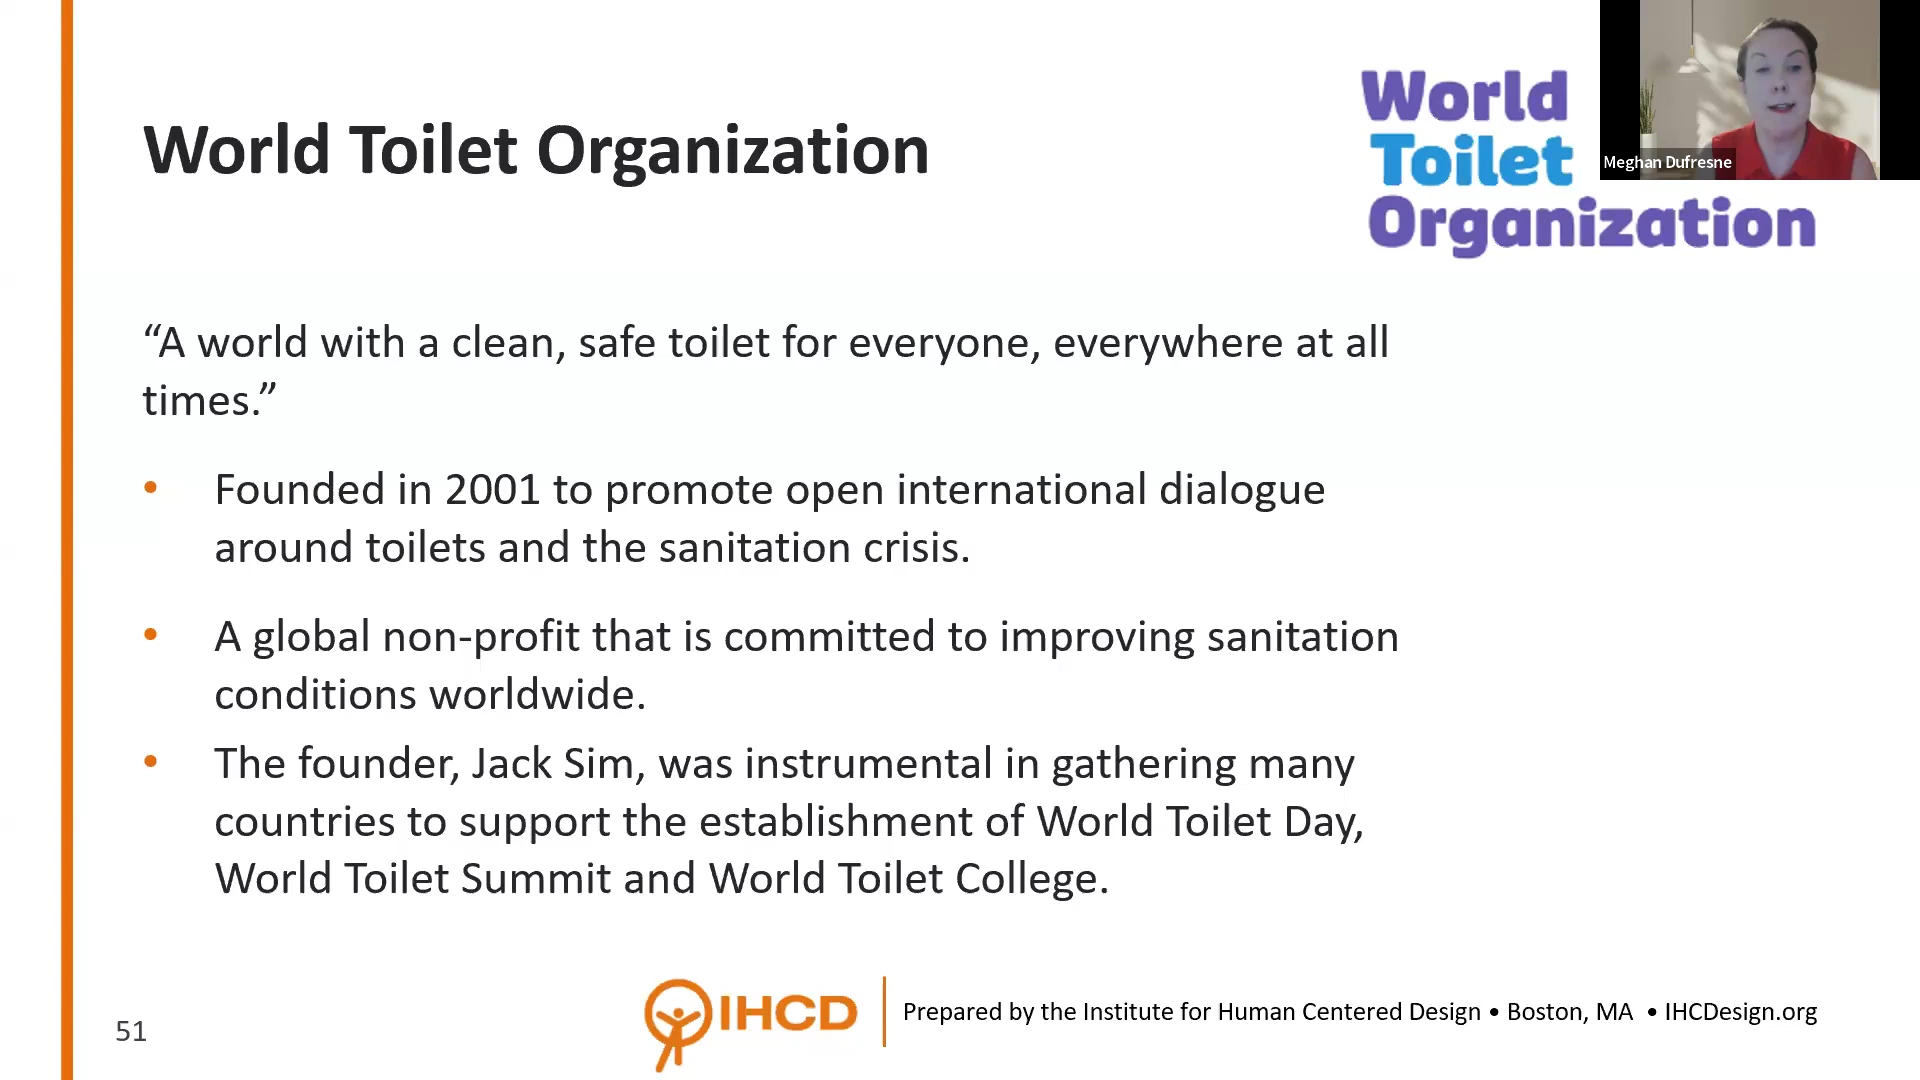 World Toilet Organization
World
Toilet
Organization
Meghan Dufresne
“A world with a clean, safe toilet for everyone, everywhere at all
times.”
• Founded in 2001 to promote open international dialogue
around toilets and the sanitation crisis.
• A global non-profit that is committed to improving sanitation
conditions worldwide.
• The founder, Jack Sim, was instrumental in gathering many
countries to support the establishment of World Toilet Day,
World Toilet Summit and World Toilet College.
51
IHCD
Prepared by the Institute for Human Centered Design • Boston, MA • IHCDesign.org